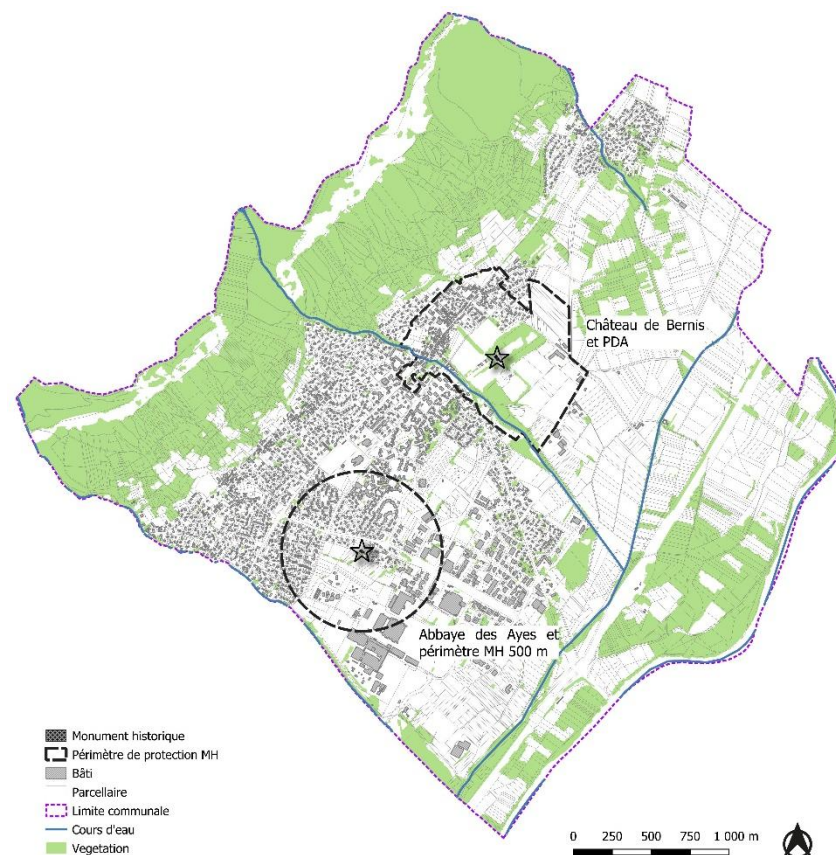 Château de Bernis
et PDA
Abbaye des Ayes et
périmètre MH 500 m
Monument historique
Périmètre de protection MH
Bâti
Parcellaire
Limite communale
Cours d'eau
Vegetation
0 250 500 750 1 000 m